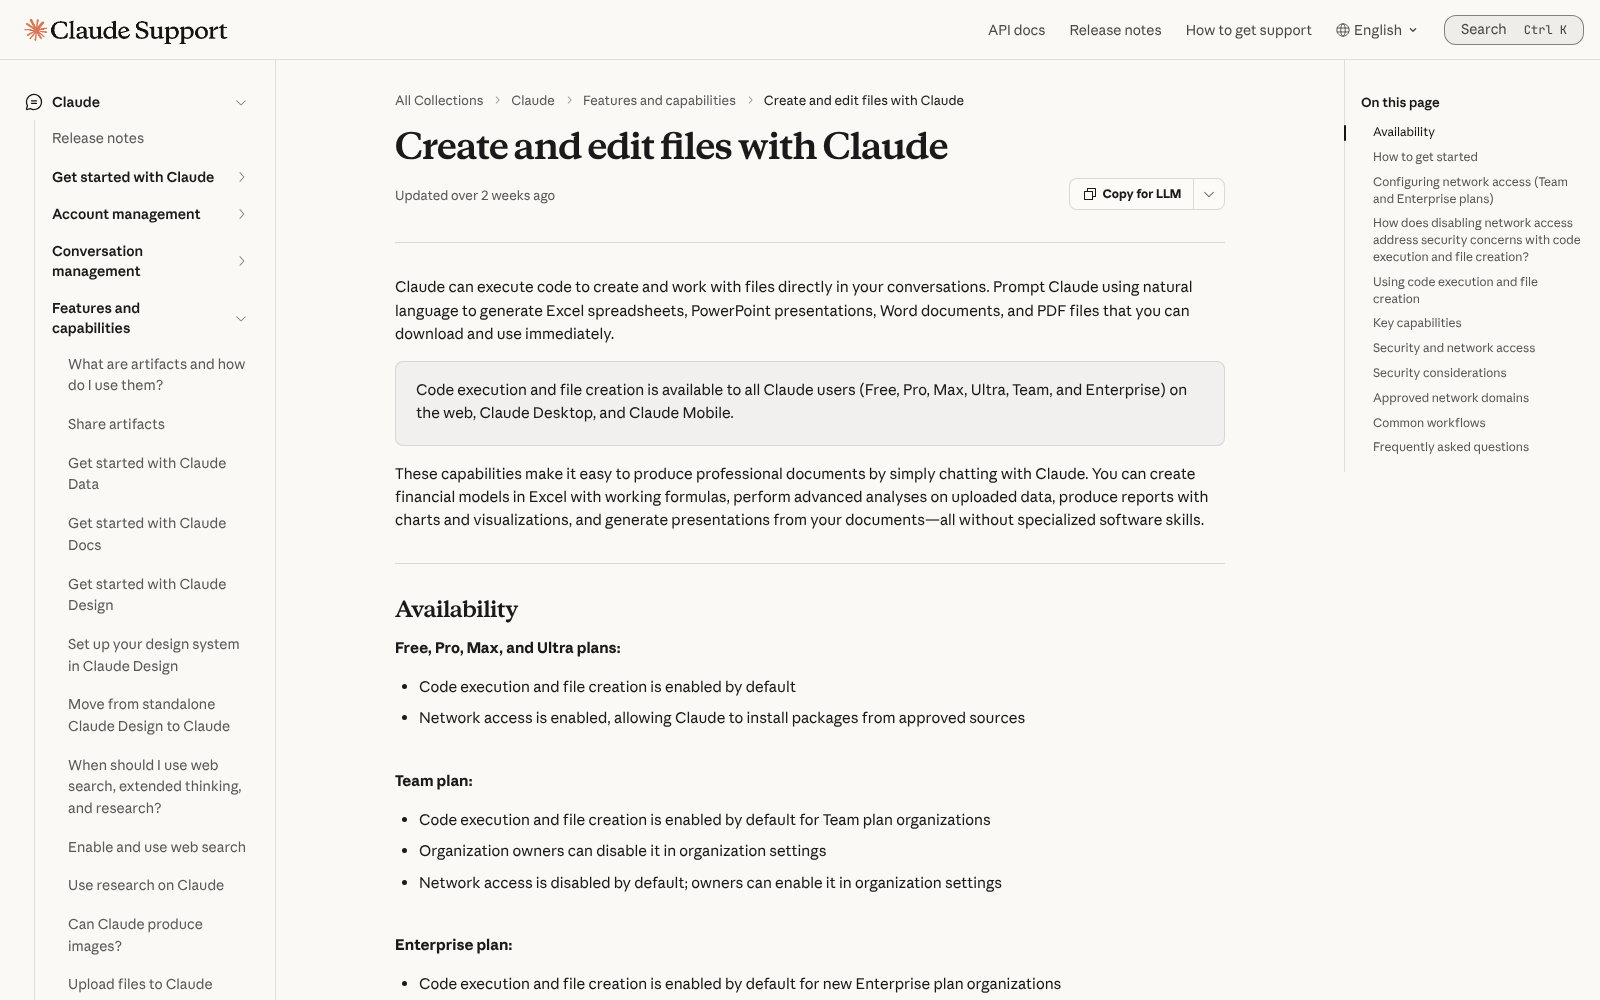 Claude Support
API docs
Release notes
How to get support
English
Search Ctrl K
Claude
Release notes
Get started with Claude
Account management
Conversation
management
Features and
capabilities
What are artifacts and how
do I use them?
Share artifacts
Get started with Claude
Data
Get started with Claude
Docs
Get started with Claude
Design
Set up your design system
in Claude Design
Move from standalone
Claude Design to Claude
When should I use web
search, extended thinking,
and research?
Enable and use web search
Use research on Claude
Can Claude produce
images?
Upload files to Claude
All Collections
Claude
Features and capabilities
Create and edit files with Claude
Create and edit files with Claude
Updated over 2 weeks ago
Copy for LLM
Claude can execute code to create and work with files directly in your conversations. Prompt Claude using natural
language to generate Excel spreadsheets, PowerPoint presentations, Word documents, and PDF files that you can
download and use immediately.
Code execution and file creation is available to all Claude users (Free, Pro, Max, Ultra, Team, and Enterprise) on
the web, Claude Desktop, and Claude Mobile.
These capabilities make it easy to produce professional documents by simply chatting with Claude. You can create
financial models in Excel with working formulas, perform advanced analyses on uploaded data, produce reports with
charts and visualizations, and generate presentations from your documents—all without specialized software skills.
Availability
Free, Pro, Max, and Ultra plans:
• Code execution and file creation is enabled by default
• Network access is enabled, allowing Claude to install packages from approved sources
Team plan:
• Code execution and file creation is enabled by default for Team plan organizations
• Organization owners can disable it in organization settings
• Network access is disabled by default; owners can enable it in organization settings
Enterprise plan:
• Code execution and file creation is enabled by default for new Enterprise plan organizations
On this page
Availability
How to get started
Configuring network access (Team
and Enterprise plans)
How does disabling network access
address security concerns with code
execution and file creation?
Using code execution and file
creation
Key capabilities
Security and network access
Security considerations
Approved network domains
Common workflows
Frequently asked questions